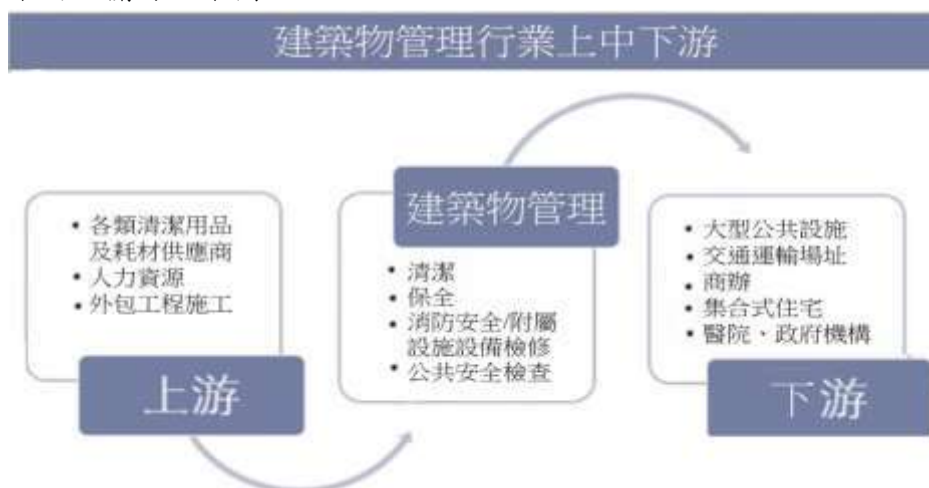 建築物管理行業上中下游
• 各類清潔用品
及耗材供應商
• 人力資源
• 外包工程施工
上游
建築物管理
• 清潔
• 保全
• 消防安全/附屬
設施設備檢修
• 公共安全檢查
• 大型公共設施
• 交通運輸場址
• 商辦
• 集合式住宅
• 醫院、政府機構
下游